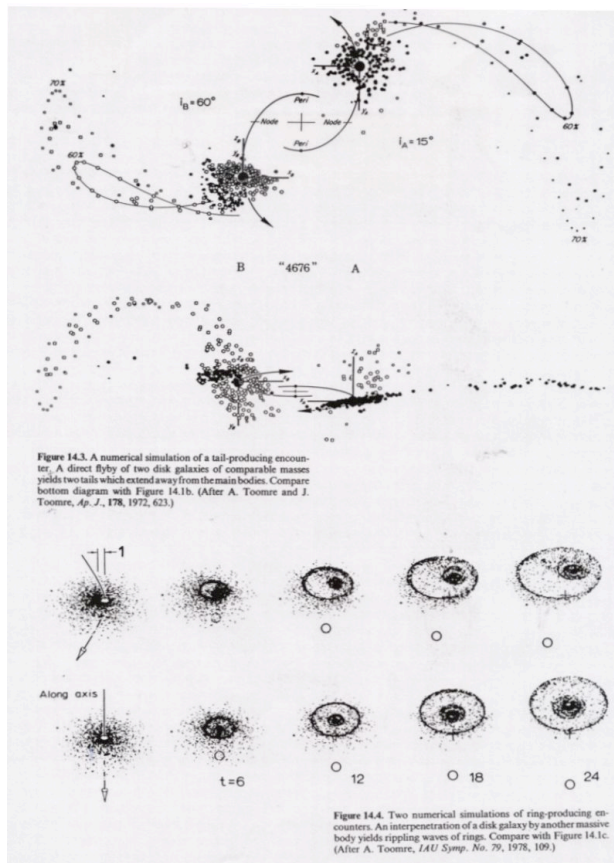 70%
i_B = 60°
Peri
Node
Node
60%
Peri
i_A = 15°
60%
70%
B "4676" A
Figure 14.3. A numerical simulation of a tail-producing encoun-
ter. A direct flyby of two disk galaxies of comparable masses
yields two tails which extend away from the main bodies. Compare
bottom diagram with Figure 14.1b. (After A. Toomre and J.
Toomre, Ap. J., 178, 1972, 623.)
1
Along axis
t=6
12
18
24
Figure 14.4. Two numerical simulations of ring-producing en-
counters. An interpenetration of a disk galaxy by another massive
body yields rippling waves of rings. Compare with Figure 14.1c.
(After A. Toomre, IAU Symp. No. 79, 1978, 109.)